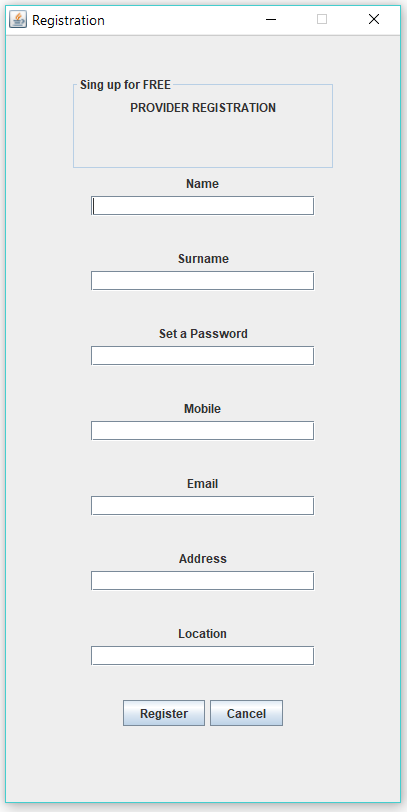 Registration
Sing up for FREE
PROVIDER REGISTRATION
Name
Surname
Set a Password
Mobile
Email
Address
Location
Register Cancel